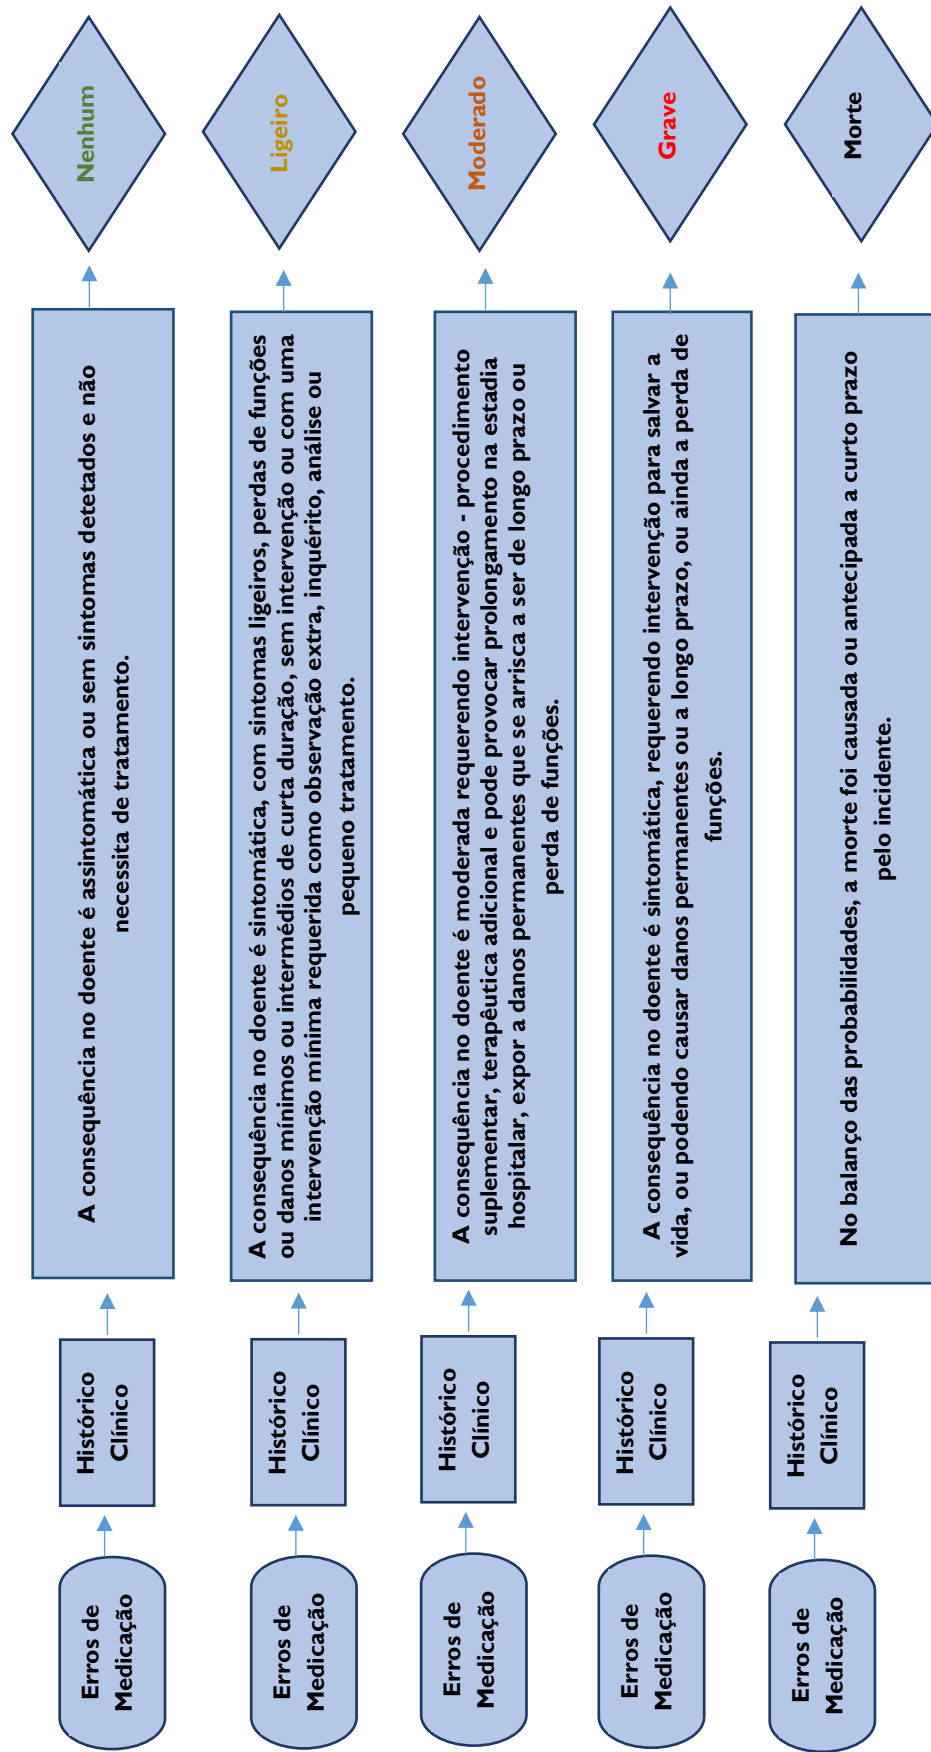 Erros de
Medicação
Histórico
Clínico
A consequência no doente é assintomática ou sem sintomas detetados e não
necessita de tratamento.
Nenhum
Erros de
Medicação
Histórico
Clínico
A consequência no doente é sintomática, com sintomas ligeiros, perdas de funções
ou danos mínimos ou intermédios de curta duração, sem intervenção ou com uma
intervenção mínima requerida como observação extra, inquérito, análise ou
pequeno tratamento.
Ligeiro
Erros de
Medicação
Histórico
Clínico
A consequência no doente é moderada requerendo intervenção - procedimento
suplementar, terapêutica adicional e pode provocar prolongamento na estadia
hospitalar, expor a danos permanentes que se arrisca a ser de longo prazo ou
perda de funções.
Moderado
Erros de
Medicação
Histórico
Clínico
A consequência no doente é sintomática, requerendo intervenção para salvar a
vida, ou podendo causar danos permanentes ou a longo prazo, ou ainda a perda de
funções.
Grave
Erros de
Medicação
Histórico
Clínico
No balanço das probabilidades, a morte foi causada ou antecipada a curto prazo
pelo incidente.
Morte